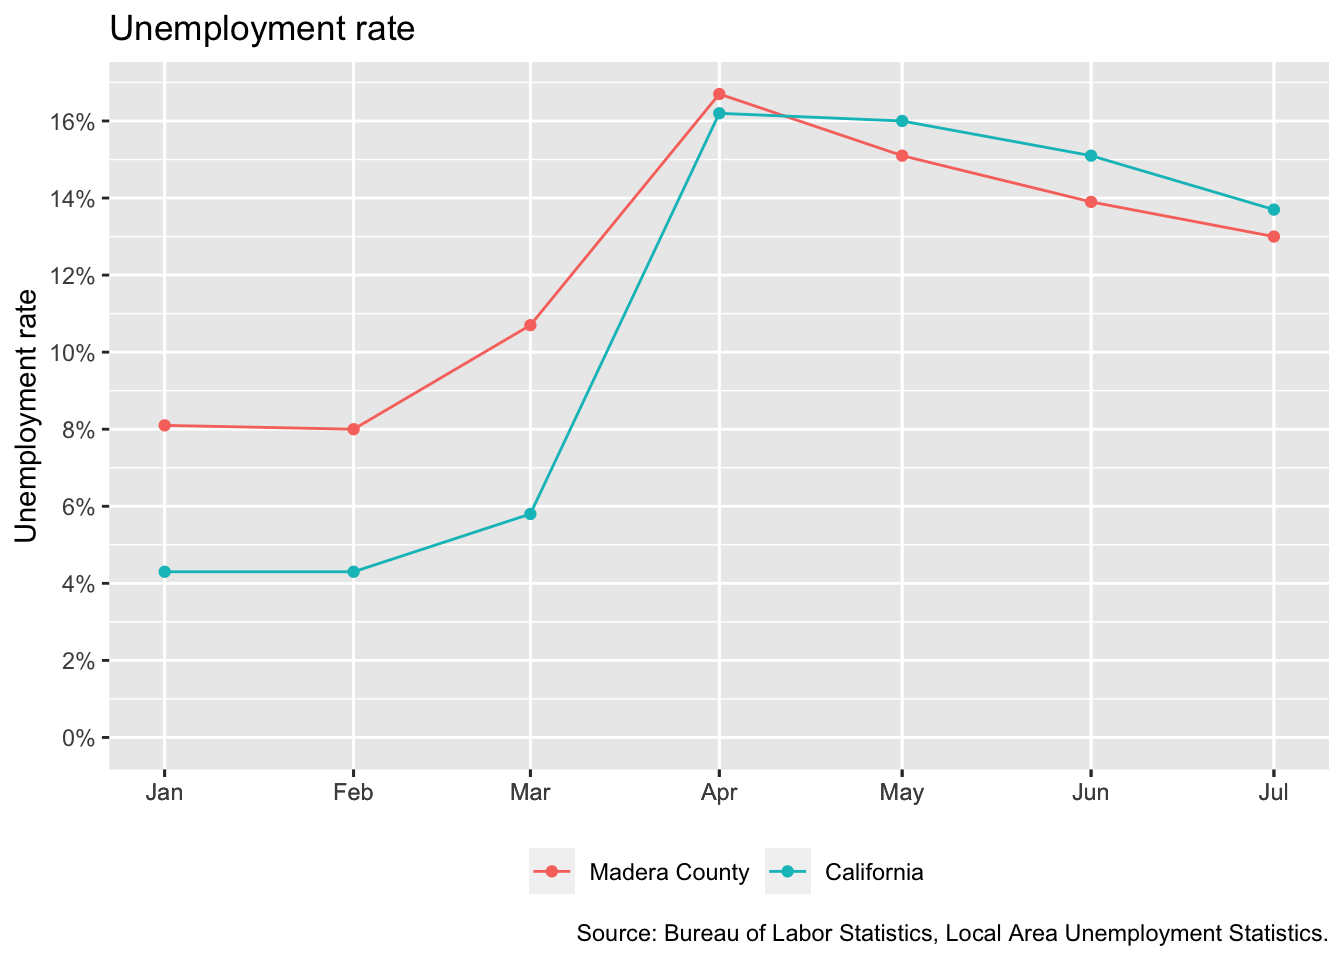 Unemployment rate
Unemployment rate
16%
14%
12%
10%
8%
6%
4%
2%
0%
Jan Feb Mar Apr May Jun Jul
Madera County California
Source: Bureau of Labor Statistics, Local Area Unemployment Statistics.